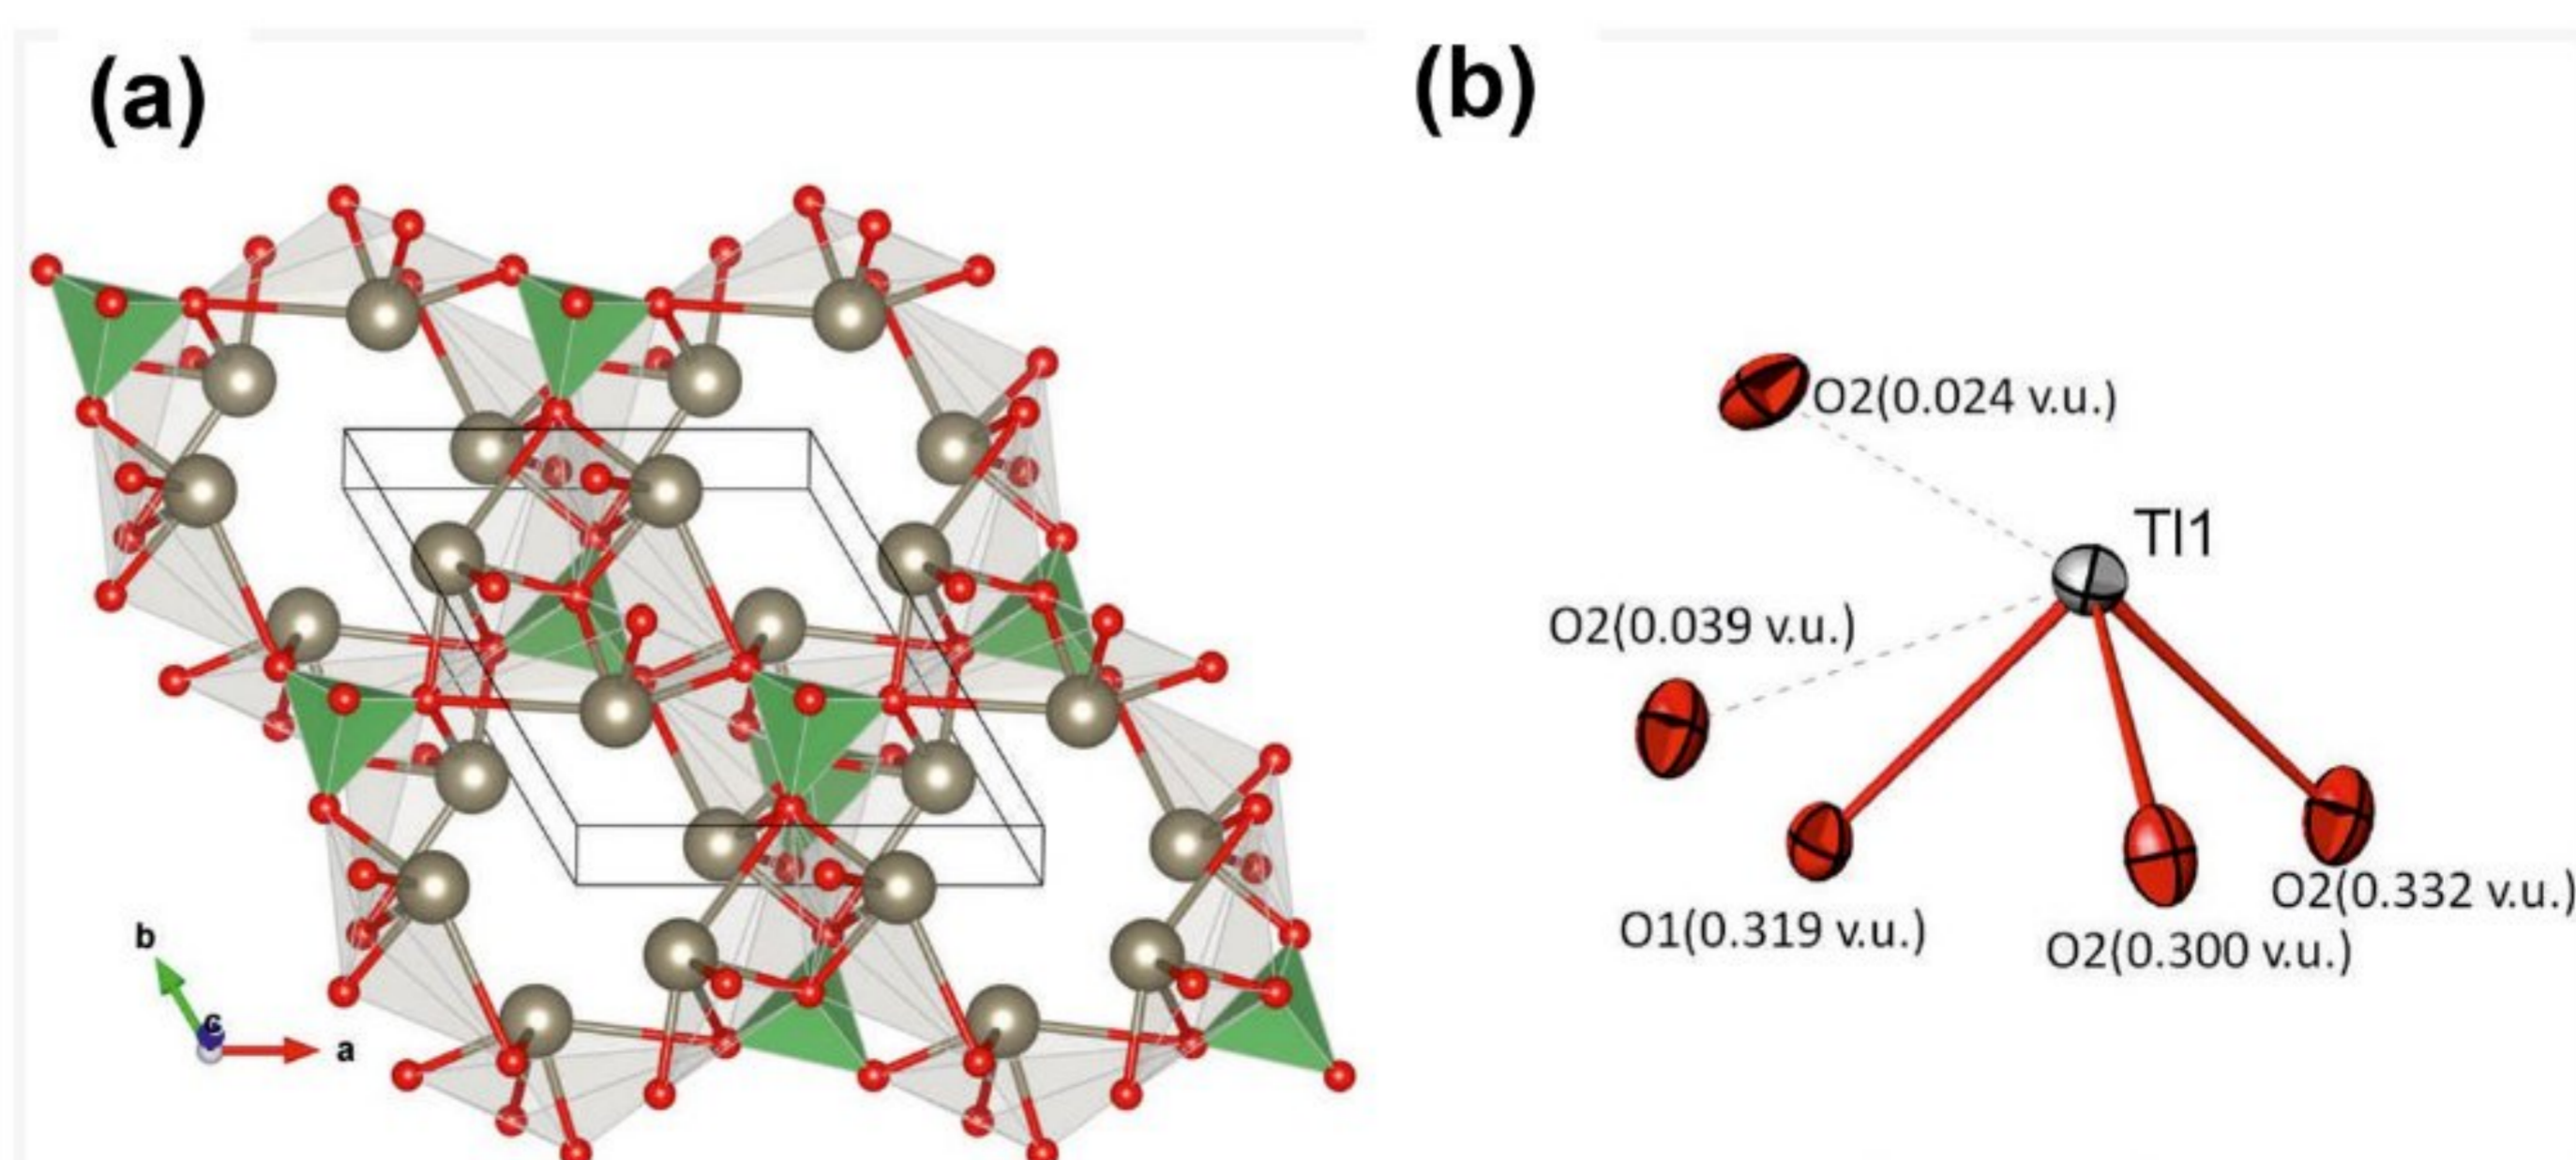 (a)
(b)
O2(0.024 v.u.)
Tl1
O2(0.039 v.u.)
O2(0.332 v.u.)
O1(0.319 v.u.)
O2(0.300 v.u.)
b
c
a